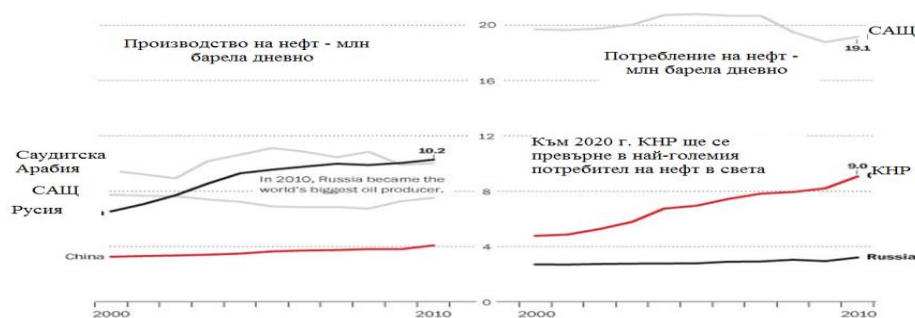 Производство на нефт - млн
барела дневно
Саудитска
Арабия
САЩ
Русия
China
10.2
In 2010, Russia became the
world's biggest oil producer.
2000
2010
20
16
12
8
4
0
САЩ
19.1
Потребление на нефт -
млн барела дневно
Към 2020 г. КНР ще се
превърне в най-големия
потребител на нефт в света
9.0
КНР
Russia
2000
2010